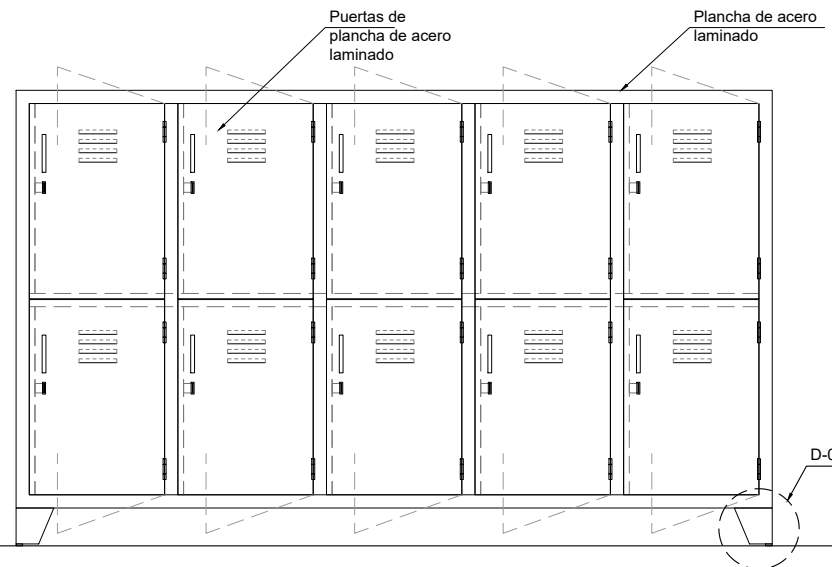 Puertas de
plancha de acero
laminado
Plancha de acero
laminado